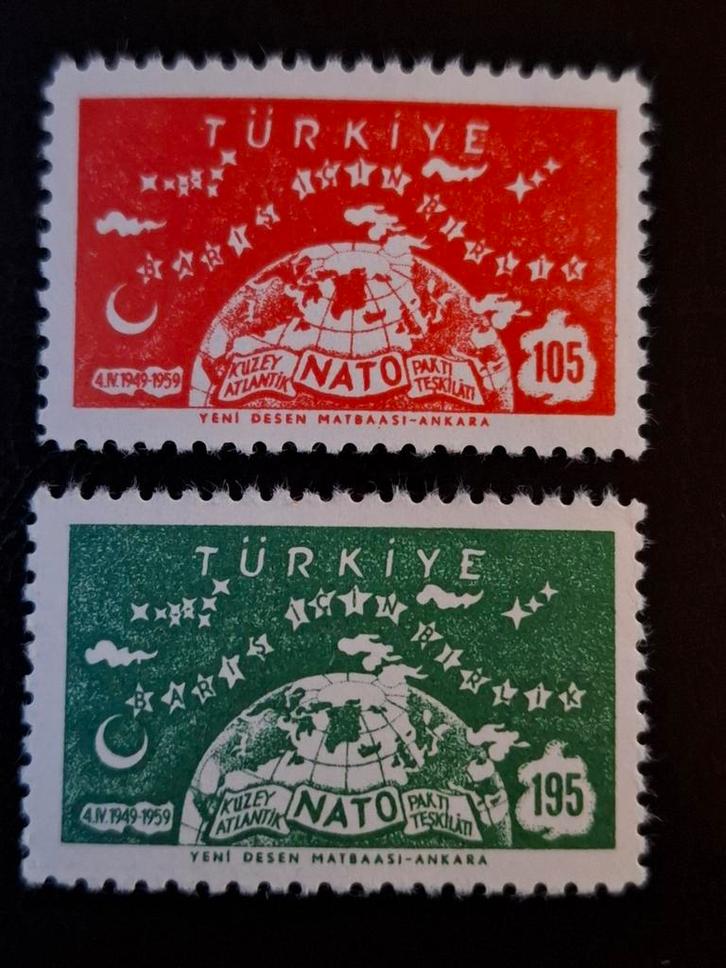 TÜRKİYE
BARIŞ İÇİN BİRLİK
4.IV.1949-1959
KUZEY
ATLANTİK
NATO
PAKTI
TEŞKİLÂTI
105
YENİ DESEN MATBAASI-ANKARA
TÜRKİYE
BARIŞ İÇİN BİRLİK
4.IV.1949-1959
KUZEY
ATLANTİK
NATO
PAKTI
TEŞKİLÂTI
195
YENİ DESEN MATBAASI-ANKARA